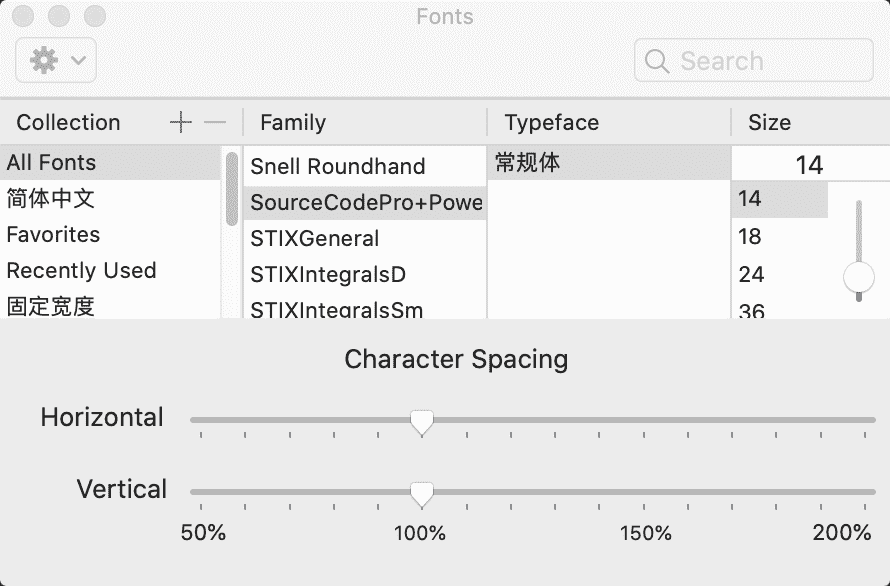 Fonts
Search
Collection
Family
Typeface
Size
All Fonts
简体中文
Favorites
Recently Used
固定宽度
Snell Roundhand
SourceCodePro+Powe
STIXGeneral
STIXIntegralsD
STIXIntegralsSm
常规体
14
14
18
24
36
Character Spacing
Horizontal
Vertical
50% 100% 150% 200%